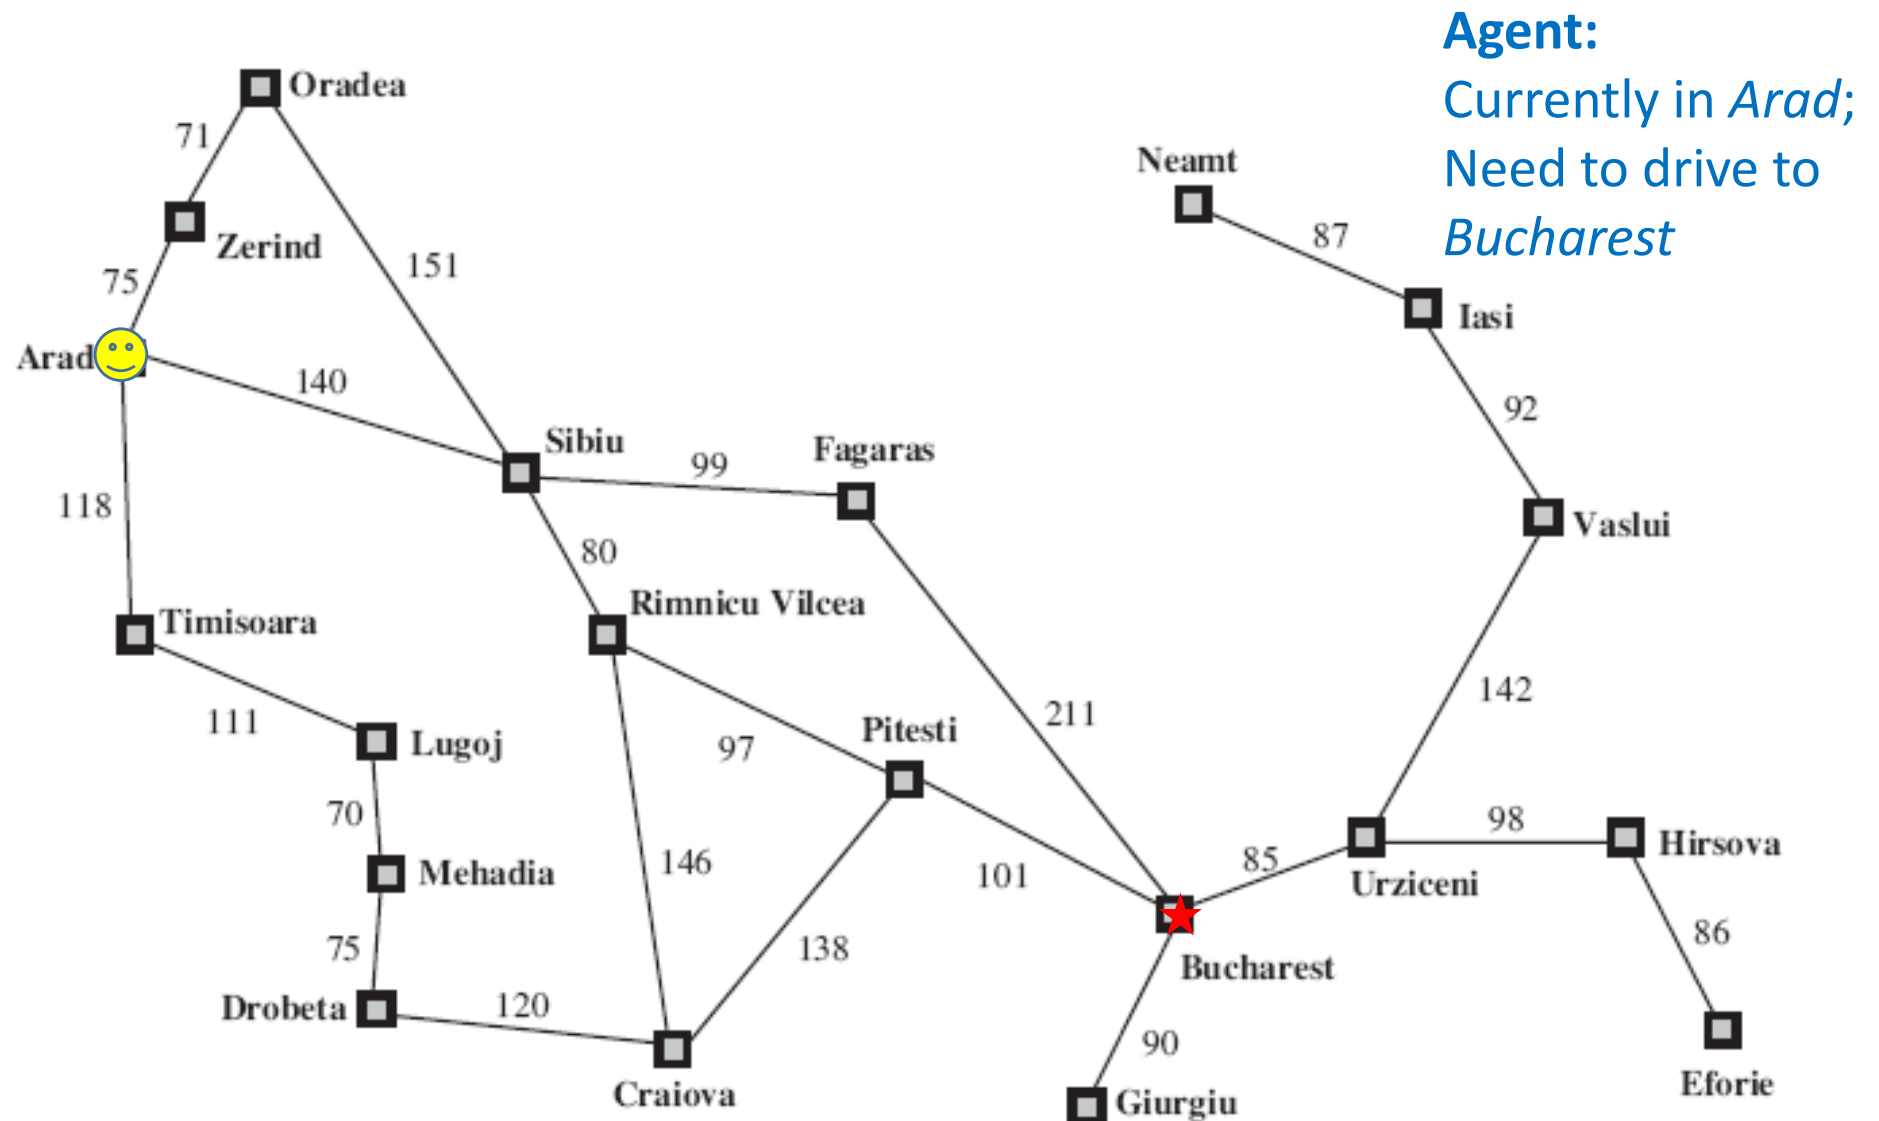 Agent:
Currently in Arad;
Need to drive to
Bucharest
Oradea
71
Neamt
Zerind
87
151
75
Iasi
Arad
140
92
Sibiu
Fagaras
99
118
Vaslui
80
Rimnicu Vilcea
Timisoara
142
211
111
Pitesti
Lugoj
97
70
98
Hirsova
146
85
Mehadia
101
Urziceni
86
75
138
Bucharest
Drobeta
120
90
Eforie
Craiova
Giurgiu